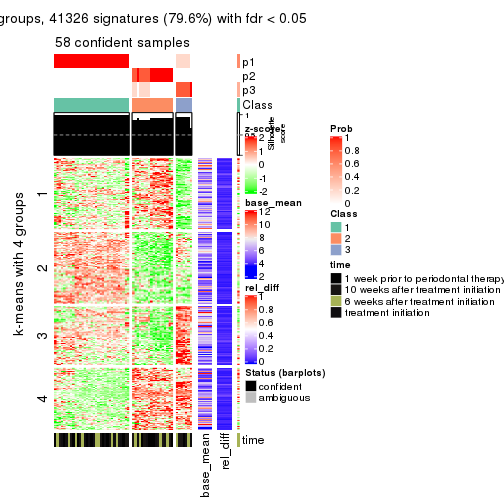 groups, 41326 signatures (79.6%) with fdr < 0.05
58 confident samples
p1
p2
p3
Class
1
Silhouette
score
k-means with 4 groups
1
2
3
4
time
base_mean
rel_diff
z-score
2
1
0
-1
-2
base_mean
12
10
8
6
4
2
rel_diff
1
0.8
0.6
0.4
0.2
0
Status (barplots)
confident
ambiguous
Prob
1
0.8
0.6
0.4
0.2
0
Class
1
2
3
time
1 week prior to periodontal therapy
10 weeks after treatment initiation
6 weeks after treatment initiation
treatment initiation